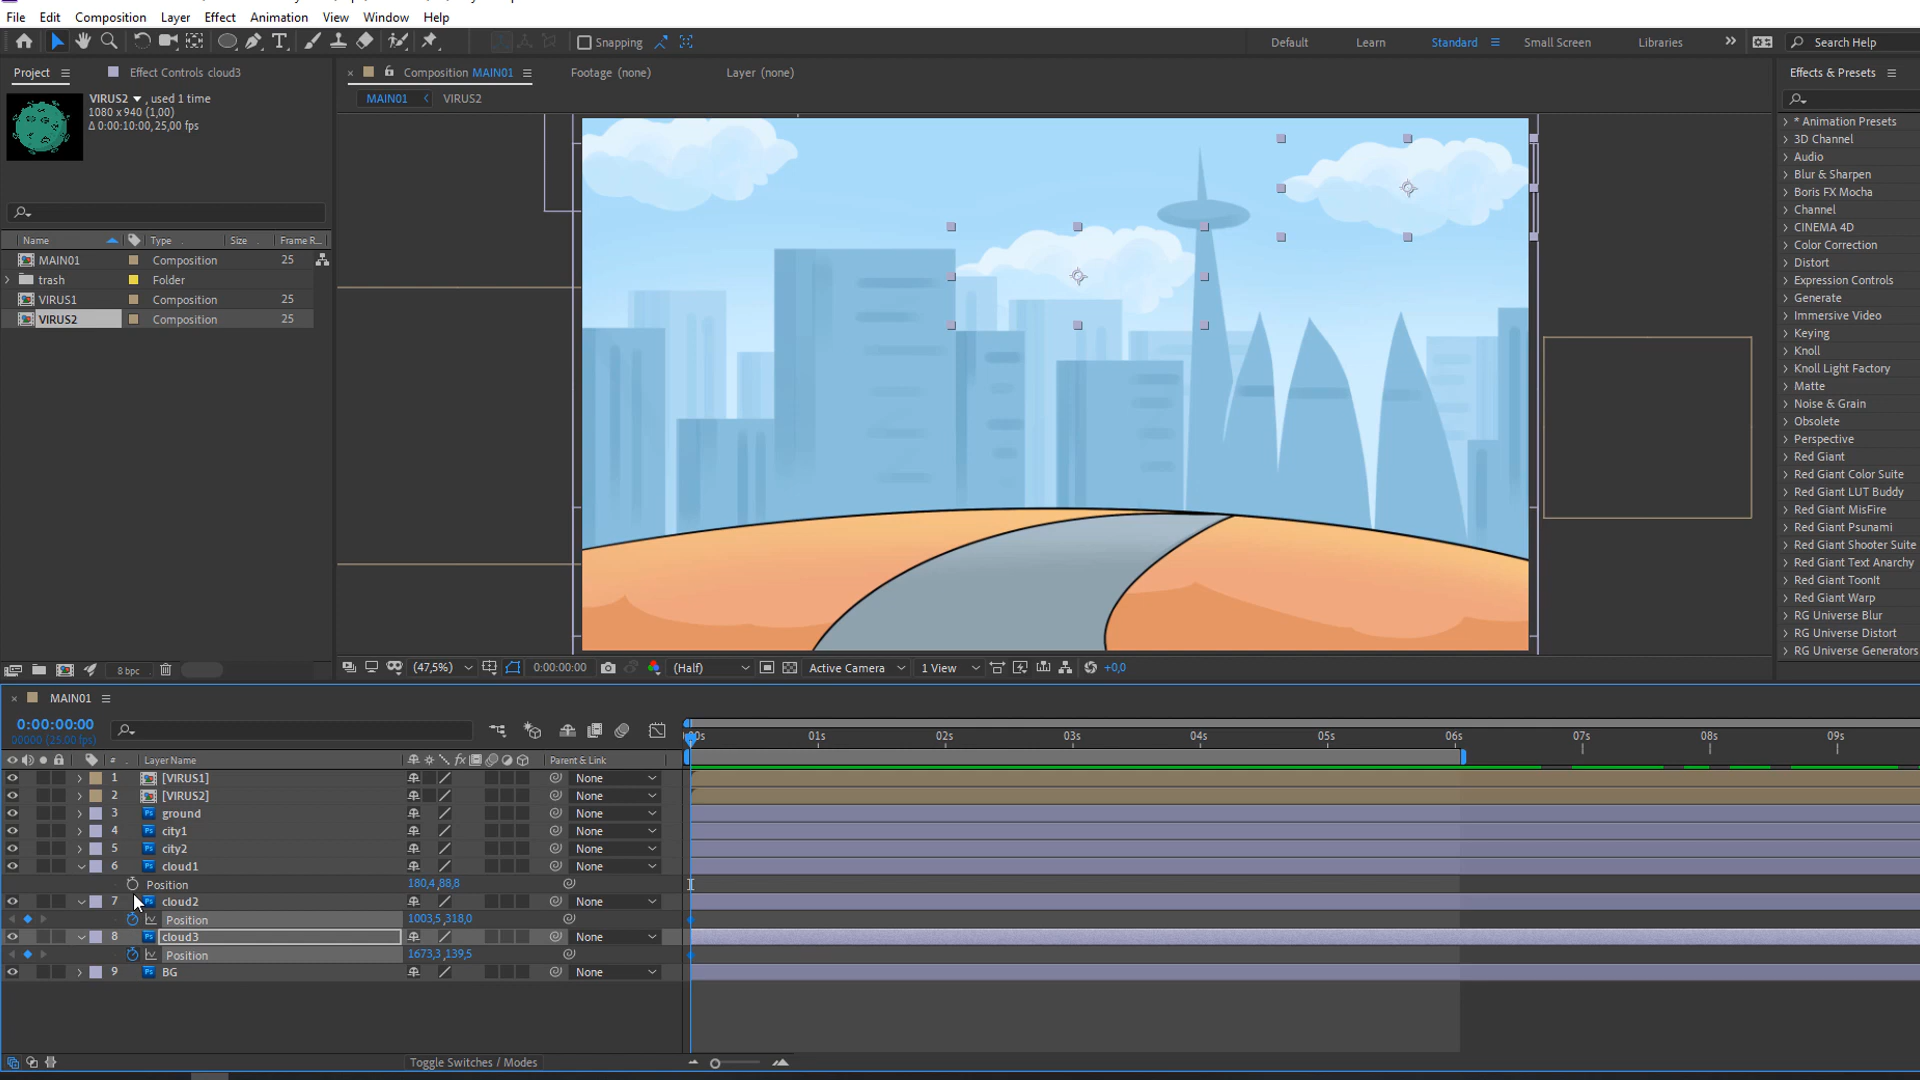 File Edit Composition Layer Effect Animation View Window Help
Snapping Default Learn Standard Small Screen Libraries Search Help
Project Effect Controls cloud3 Composition MAIN01 Footage (none) Layer (none) Effects & Presets
VIRUS2 , used 1 time
1080 x 940 (1,00)
Δ 0:00:10:00, 25,00 fps
MAIN01 VIRUS2
Name Type Size Frame R...
MAIN01 Composition 25
trash Folder
VIRUS1 Composition 25
VIRUS2 Composition 25
* Animation Presets
3D Channel
Audio
Blur & Sharpen
Boris FX Mocha
Channel
CINEMA 4D
Color Correction
Distort
Expression Controls
Generate
Immersive Video
Keying
Knoll
Knoll Light Factory
Matte
Noise & Grain
Obsolete
Perspective
Red Giant
Red Giant Color Suite
Red Giant LUT Buddy
Red Giant MisFire
Red Giant Psunami
Red Giant Shooter Suite
Red Giant Text Anarchy
Red Giant ToonIt
Red Giant Warp
RG Universe Blur
RG Universe Distort
RG Universe Generators
8 bpc (47,5%) 0:00:00:00 (Half) Active Camera 1 View +0,0
MAIN01
0:00:00:00
00000 (25.00 fps)
00s 01s 02s 03s 04s 05s 06s 07s 08s 09s
# Layer Name fx Parent & Link
1 [VIRUS1] None
2 [VIRUS2] None
3 Ps ground None
4 Ps city1 None
5 Ps city2 None
6 Ps cloud1 None
Position 180,4,88,8
7 Ps cloud2 None
Position 1003,5,318,0
8 Ps cloud3 None
Position 1673,3,139,5
9 Ps BG None
Toggle Switches / Modes